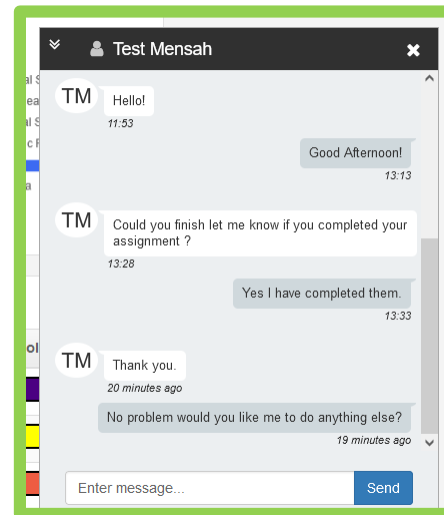 Test Mensah
TM
Hello!
11:53
Good Afternoon!
13:13
TM
Could you finish let me know if you completed your
assignment ?
13:28
Yes I have completed them.
13:33
TM
Thank you.
20 minutes ago
No problem would you like me to do anything else?
19 minutes ago
Enter message...
Send